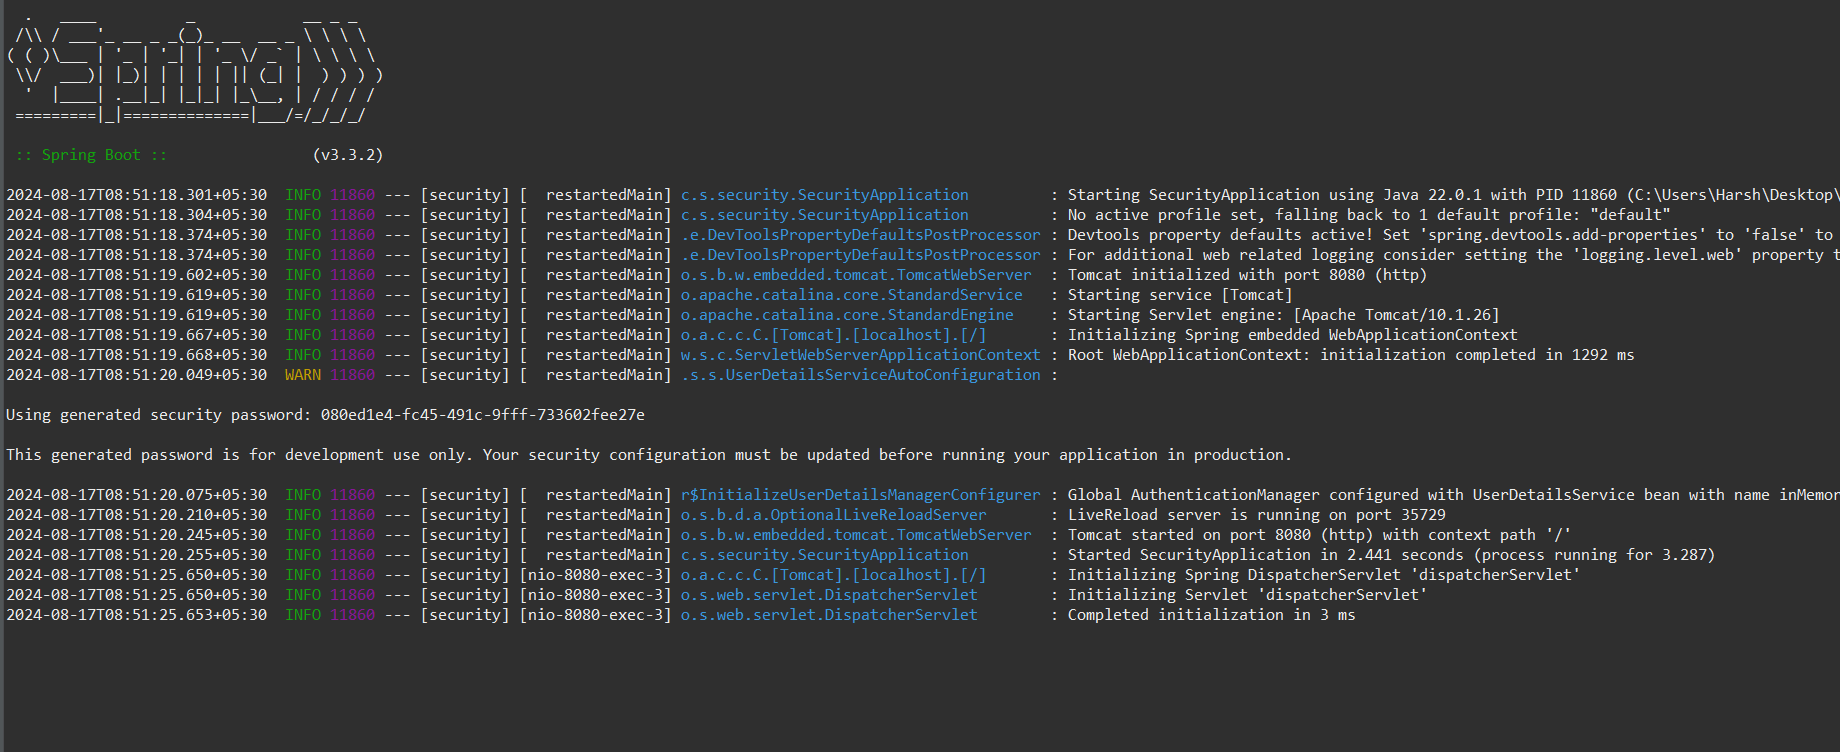 .   ____          _            __ _ _
 /\\ / ___'_ __ _ _(_)_ __  __ _ \ \ \ \
( ( )\___ | '_ | '_| | '_ \/ _` | \ \ \ \
 \\/  ___)| |_)| | | | | || (_| |  ) ) ) )
  '  |____| .__|_| |_|_| |_\__, | / / / /
 =========|_|==============|___/=/_/_/_/
 :: Spring Boot ::                (v3.3.2)
2024-08-17T08:51:18.301+05:30  INFO 11860 --- [security] [  restartedMain] c.s.security.SecurityApplication         : Starting SecurityApplication using Java 22.0.1 with PID 11860 (C:\Users\Harsh\Desktop\
2024-08-17T08:51:18.304+05:30  INFO 11860 --- [security] [  restartedMain] c.s.security.SecurityApplication         : No active profile set, falling back to 1 default profile: "default"
2024-08-17T08:51:18.374+05:30  INFO 11860 --- [security] [  restartedMain] .e.DevToolsPropertyDefaultsPostProcessor : Devtools property defaults active! Set 'spring.devtools.add-properties' to 'false' to
2024-08-17T08:51:18.374+05:30  INFO 11860 --- [security] [  restartedMain] .e.DevToolsPropertyDefaultsPostProcessor : For additional web related logging consider setting the 'logging.level.web' property t
2024-08-17T08:51:19.602+05:30  INFO 11860 --- [security] [  restartedMain] o.s.b.w.embedded.tomcat.TomcatWebServer  : Tomcat initialized with port 8080 (http)
2024-08-17T08:51:19.619+05:30  INFO 11860 --- [security] [  restartedMain] o.apache.catalina.core.StandardService   : Starting service [Tomcat]
2024-08-17T08:51:19.619+05:30  INFO 11860 --- [security] [  restartedMain] o.apache.catalina.core.StandardEngine    : Starting Servlet engine: [Apache Tomcat/10.1.26]
2024-08-17T08:51:19.667+05:30  INFO 11860 --- [security] [  restartedMain] o.a.c.c.C.[Tomcat].[localhost].[/]       : Initializing Spring embedded WebApplicationContext
2024-08-17T08:51:19.668+05:30  INFO 11860 --- [security] [  restartedMain] w.s.c.ServletWebServerApplicationContext : Root WebApplicationContext: initialization completed in 1292 ms
2024-08-17T08:51:20.049+05:30  WARN 11860 --- [security] [  restartedMain] .s.s.UserDetailsServiceAutoConfiguration :
Using generated security password: 080ed1e4-fc45-491c-9fff-733602fee27e
This generated password is for development use only. Your security configuration must be updated before running your application in production.
2024-08-17T08:51:20.075+05:30  INFO 11860 --- [security] [  restartedMain] r$InitializeUserDetailsManagerConfigurer : Global AuthenticationManager configured with UserDetailsService bean with name inMemor
2024-08-17T08:51:20.210+05:30  INFO 11860 --- [security] [  restartedMain] o.s.b.d.a.OptionalLiveReloadServer       : LiveReload server is running on port 35729
2024-08-17T08:51:20.245+05:30  INFO 11860 --- [security] [  restartedMain] o.s.b.w.embedded.tomcat.TomcatWebServer  : Tomcat started on port 8080 (http) with context path '/'
2024-08-17T08:51:20.255+05:30  INFO 11860 --- [security] [  restartedMain] c.s.security.SecurityApplication         : Started SecurityApplication in 2.441 seconds (process running for 3.287)
2024-08-17T08:51:25.650+05:30  INFO 11860 --- [security] [nio-8080-exec-3] o.a.c.c.C.[Tomcat].[localhost].[/]       : Initializing Spring DispatcherServlet 'dispatcherServlet'
2024-08-17T08:51:25.650+05:30  INFO 11860 --- [security] [nio-8080-exec-3] o.s.web.servlet.DispatcherServlet        : Initializing Servlet 'dispatcherServlet'
2024-08-17T08:51:25.653+05:30  INFO 11860 --- [security] [nio-8080-exec-3] o.s.web.servlet.DispatcherServlet        : Completed initialization in 3 ms